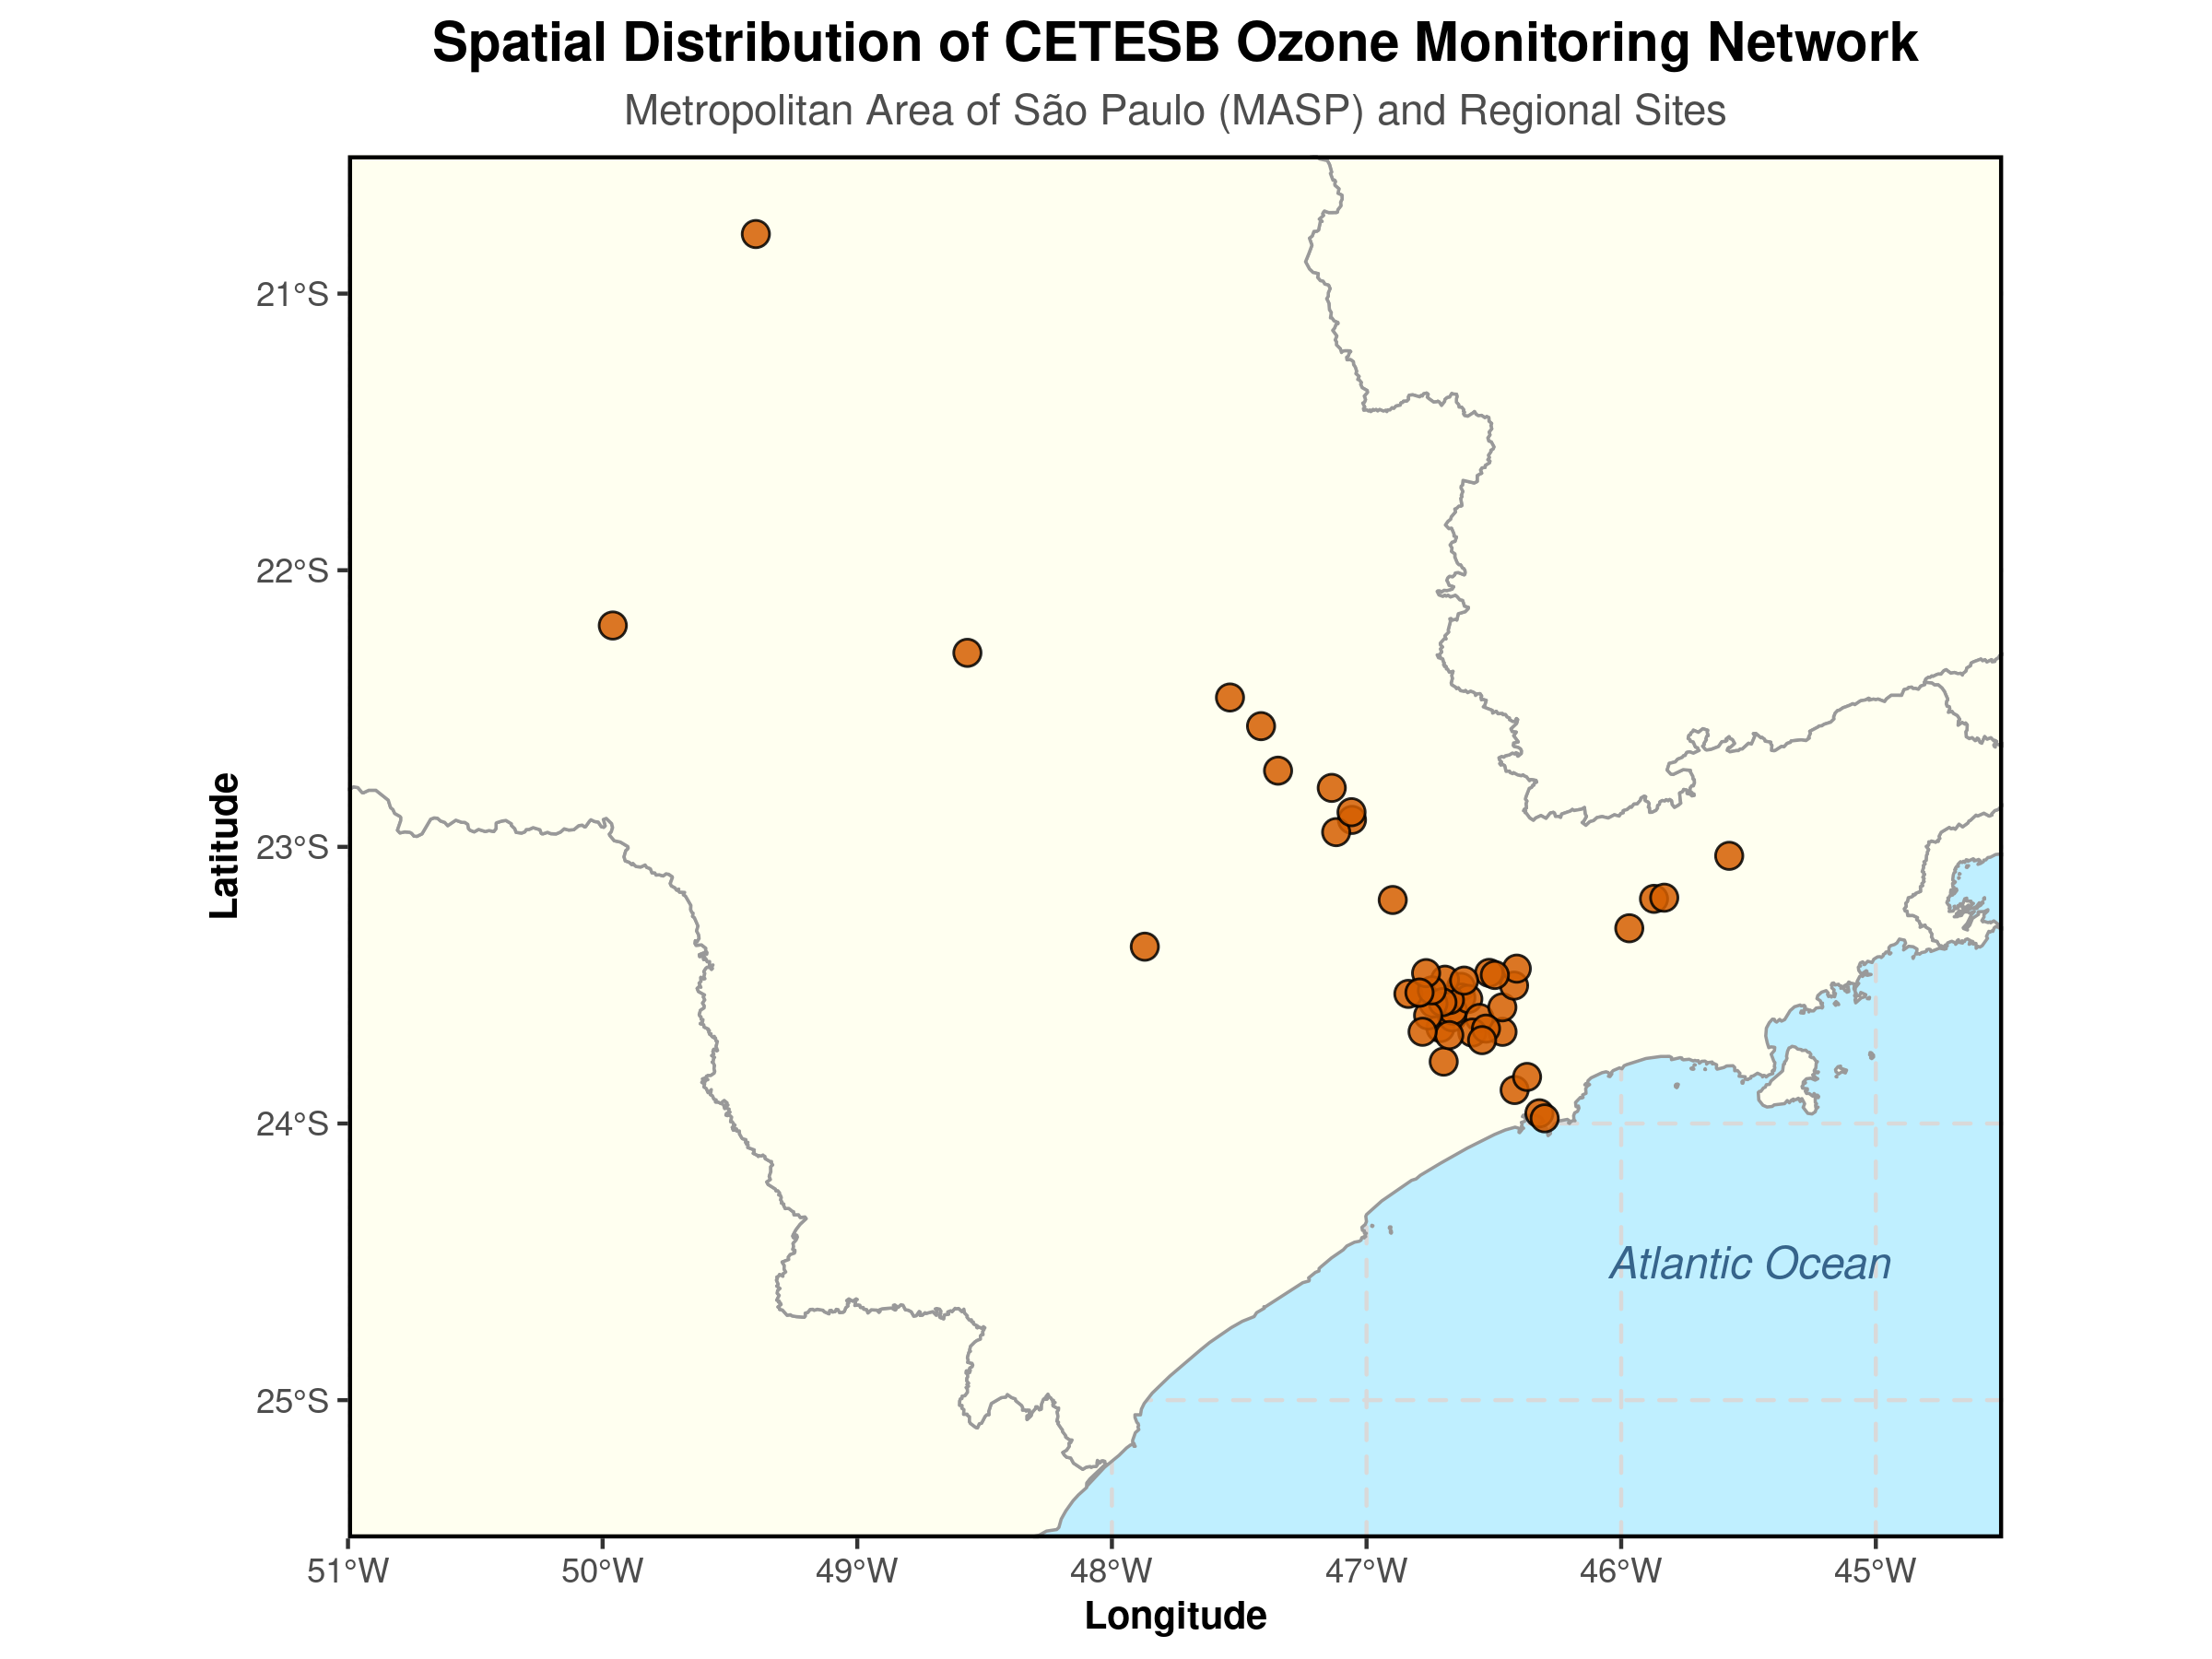 Spatial Distribution of CETESB Ozone Monitoring Network
Metropolitan Area of São Paulo (MASP) and Regional Sites
21°S
22°S
23°S
24°S
25°S
Latitude
Atlantic Ocean
51°W 50°W 49°W 48°W 47°W 46°W 45°W
Longitude